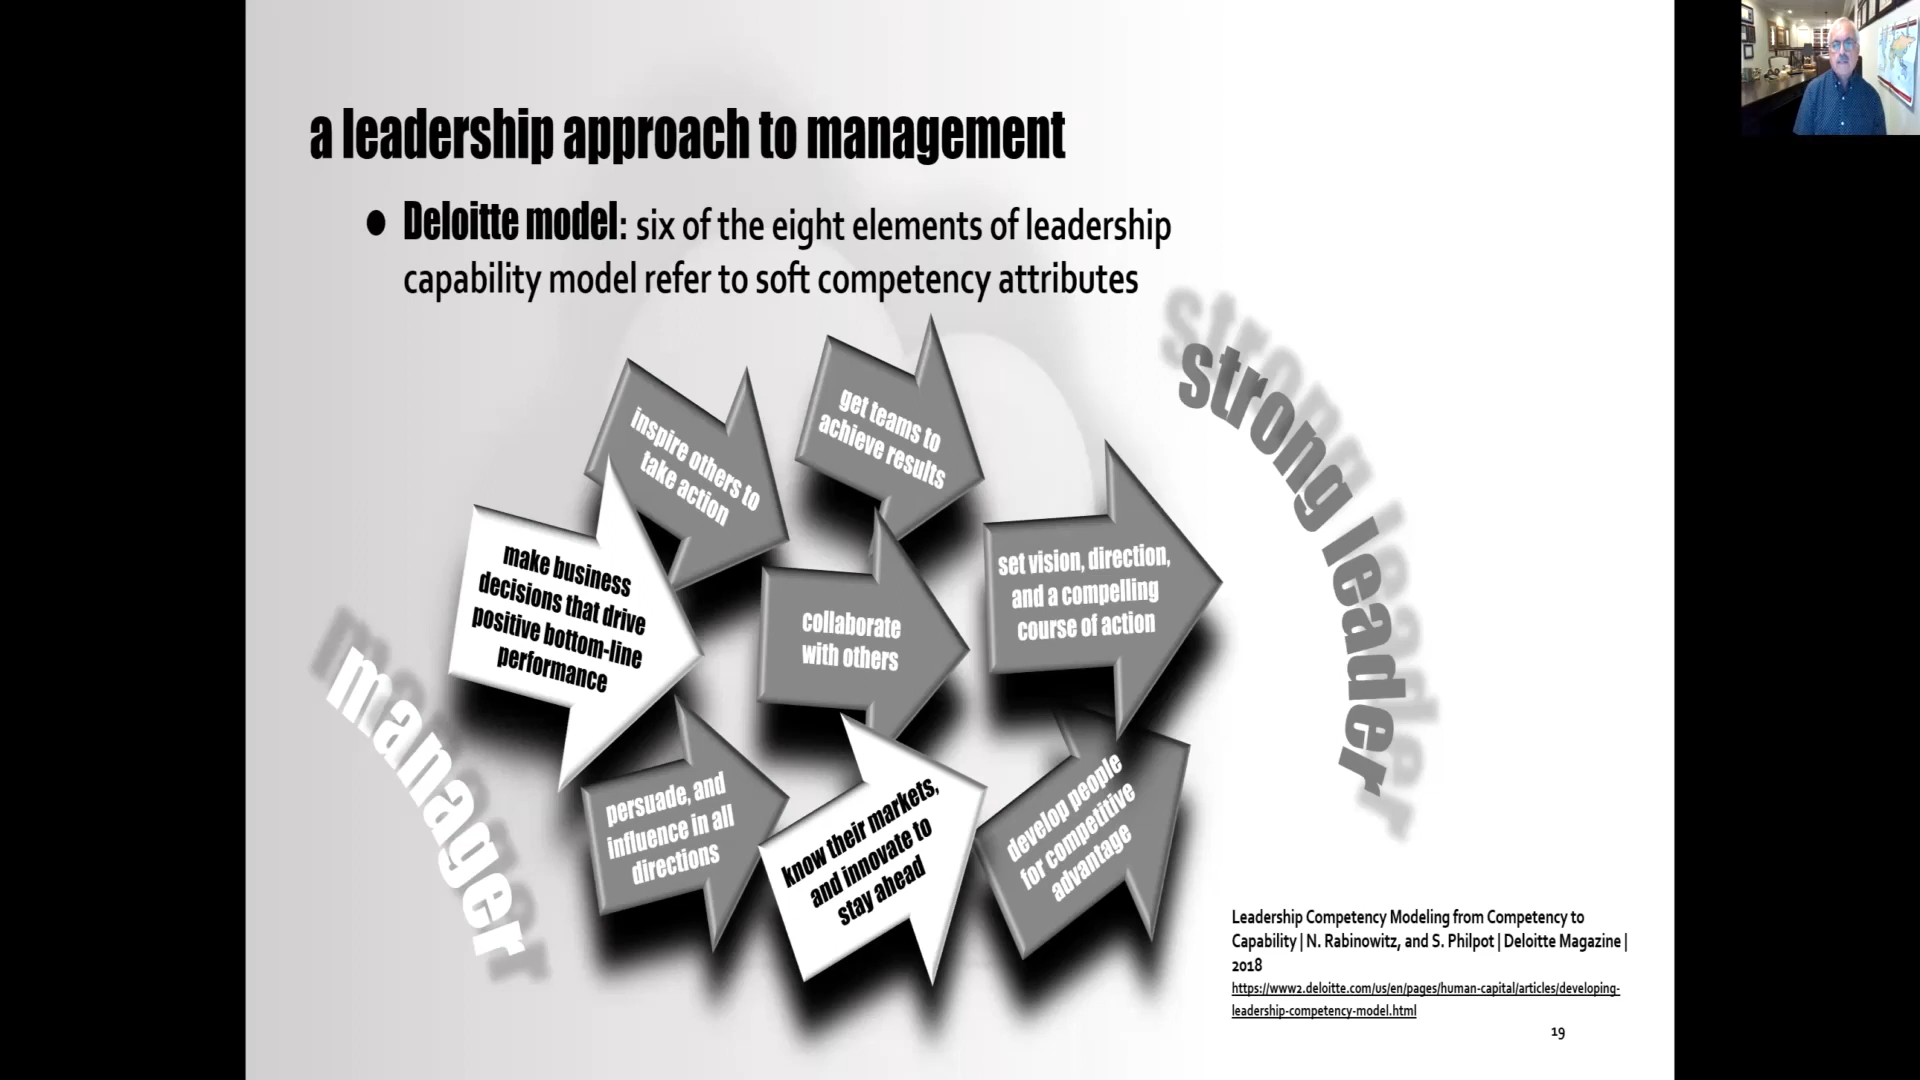 a leadership approach to management
● Deloitte model: six of the eight elements of leadership
capability model refer to soft competency attributes
inspire others to
take action
get teams to
achieve results
make business
decisions that drive
positive bottom-line
performance
collaborate
with others
set vision, direction,
and a compelling
course of action
persuade, and
influence in all
directions
know their markets,
and innovate to
stay ahead
develop people
for competitive
advantage
manager
strong leader
Leadership Competency Modeling from Competency to
Capability | N. Rabinowitz, and S. Philpot | Deloitte Magazine |
2018
https://www2.deloitte.com/us/en/pages/human-capital/articles/developing-
leadership-competency-model.html
19